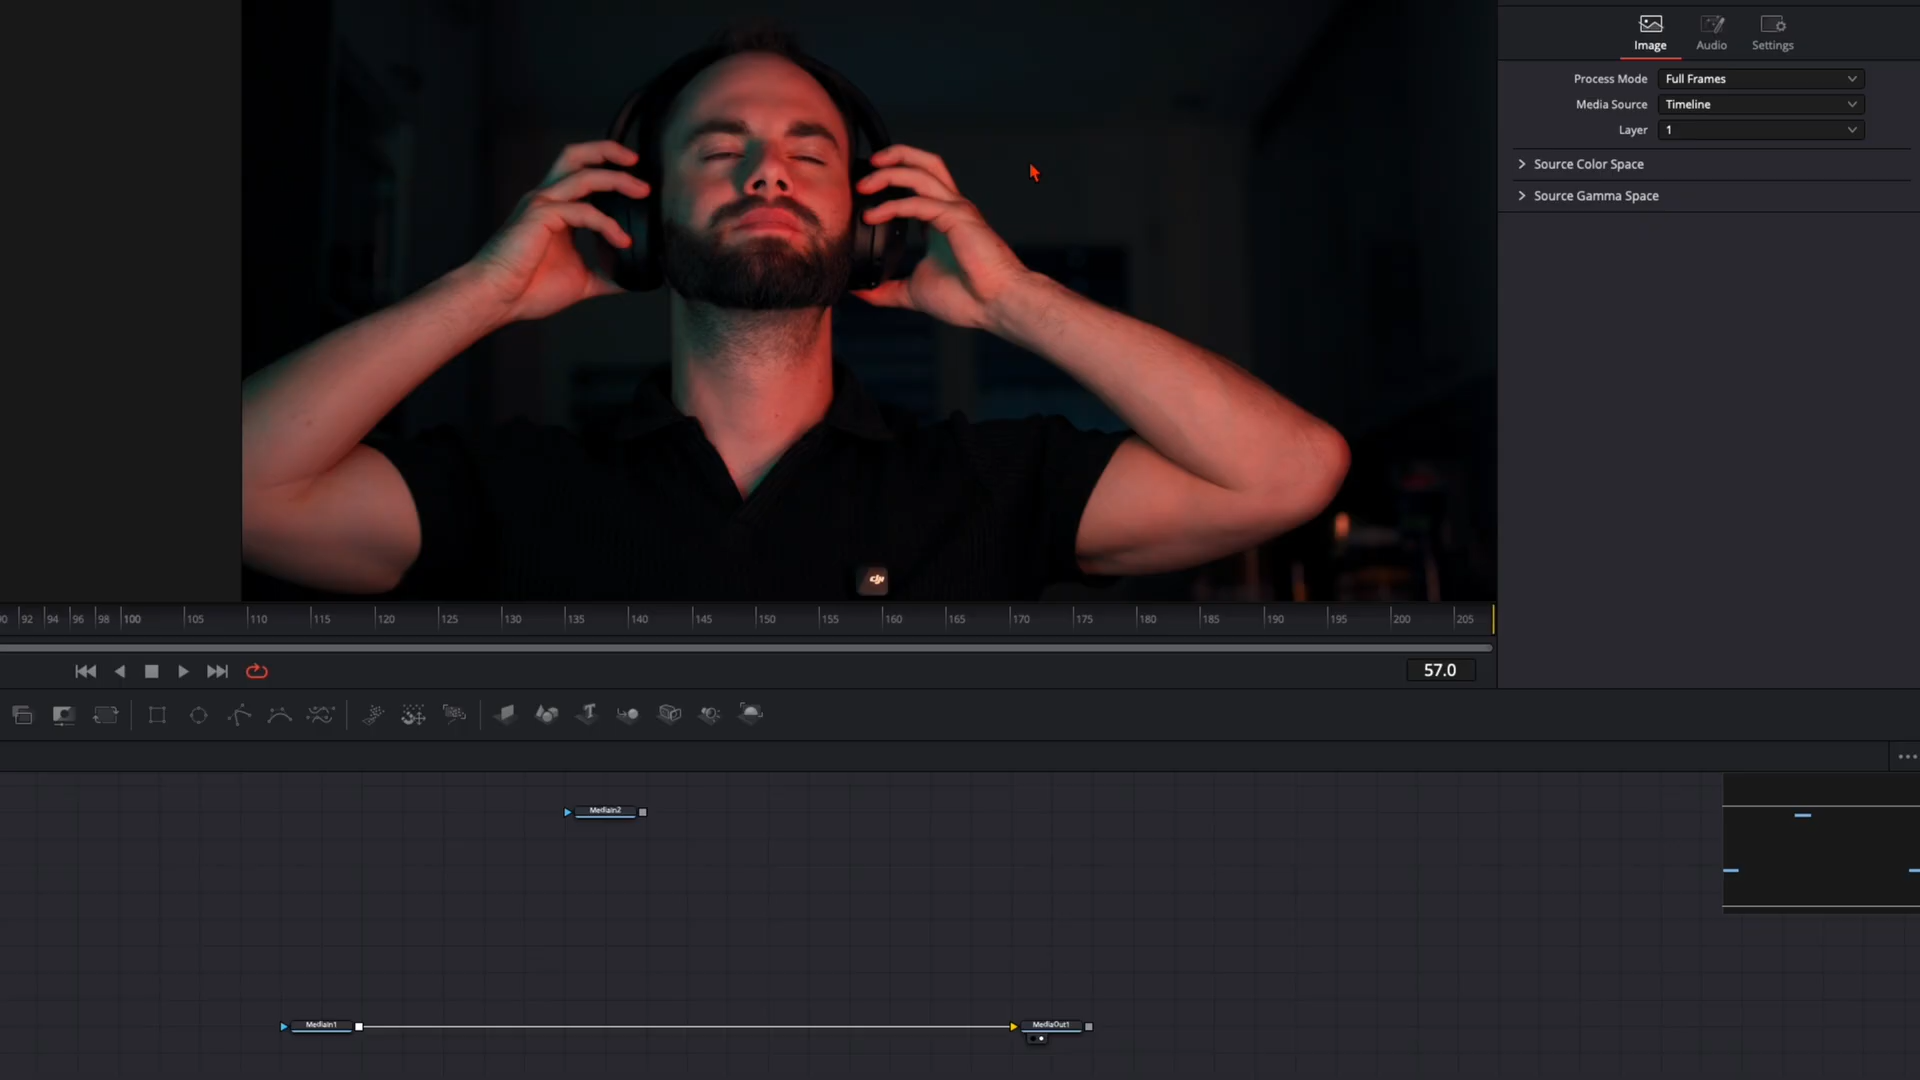 Image Audio Settings
Process Mode Full Frames
Media Source Timeline
Layer 1
Source Color Space
Source Gamma Space
dji
92 94 96 98 100 105 110 115 120 125 130 135 140 145 150 155 160 165 170 175 180 185 190 195 200 205
57.0
T
MediaIn2
MediaIn1
MediaOut1